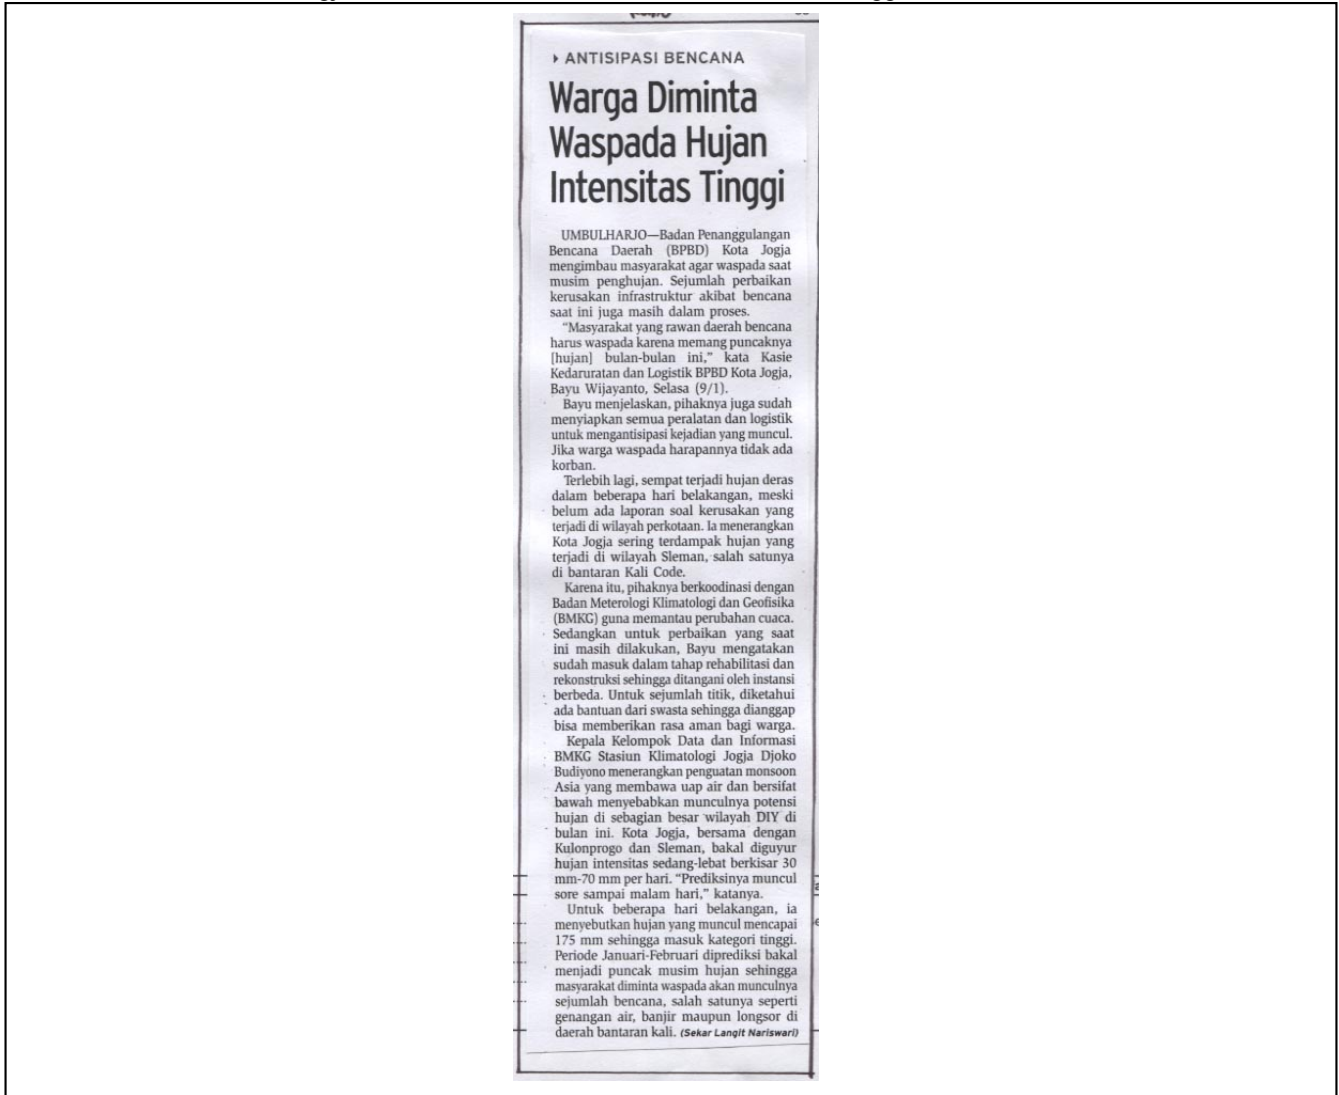 ANTISIPASI BENCANA
Warga Diminta
Waspada Hujan
Intensitas Tinggi
UMBULHARJO—Badan Penanggulangan
Bencana Daerah (BPBD) Kota Jogja
mengimbau masyarakat agar waspada saat
musim penghujan. Sejumlah perbaikan
kerusakan infrastruktur akibat bencana
saat ini juga masih dalam proses.
“Masyarakat yang rawan daerah bencana
harus waspada karena memang puncaknya
[hujan] bulan-bulan ini,” kata Kasie
Kedaruratan dan Logistik BPBD Kota Jogja,
Bayu Wijayanto, Selasa (9/1).
Bayu menjelaskan, pihaknya juga sudah
menyiapkan semua peralatan dan logistik
untuk mengantisipasi kejadian yang muncul.
Jika warga waspada harapannya tidak ada
korban.
Terlebih lagi, sempat terjadi hujan deras
dalam beberapa hari belakangan, meski
belum ada laporan soal kerusakan yang
terjadi di wilayah perkotaan. Ia menerangkan
Kota Jogja sering terdampak hujan yang
terjadi di wilayah Sleman, salah satunya
di bantaran Kali Code.
Karena itu, pihaknya berkoodinasi dengan
Badan Meterologi Klimatologi dan Geofisika
(BMKG) guna memantau perubahan cuaca.
Sedangkan untuk perbaikan yang saat
ini masih dilakukan, Bayu mengatakan
sudah masuk dalam tahap rehabilitasi dan
rekonstruksi sehingga ditangani oleh instansi
berbeda. Untuk sejumlah titik, diketahui
ada bantuan dari swasta sehingga dianggap
bisa memberikan rasa aman bagi warga.
Kepala Kelompok Data dan Informasi
BMKG Stasiun Klimatologi Jogja Djoko
Budiyono menerangkan penguatan monsoon
Asia yang membawa uap air dan bersifat
bawah menyebabkan munculnya potensi
hujan di sebagian besar wilayah DIY di
bulan ini. Kota Jogja, bersama dengan
Kulonprogo dan Sleman, bakal diguyur
hujan intensitas sedang-lebat berkisar 30
mm-70 mm per hari. “Prediksinya muncul
sore sampai malam hari,” katanya.
Untuk beberapa hari belakangan, ia
menyebutkan hujan yang muncul mencapai
175 mm sehingga masuk kategori tinggi.
Periode Januari-Februari diprediksi bakal
menjadi puncak musim hujan sehingga
masyarakat diminta waspada akan munculnya
sejumlah bencana, salah satunya seperti
genangan air, banjir maupun longsor di
daerah bantaran kali. (Sekar Langit Nariswari)